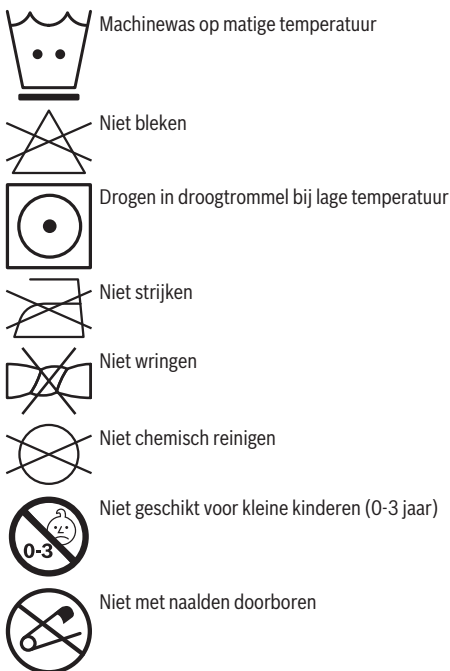 Machinewas op matige temperatuur
Niet bleken
Drogen in droogtrommel bij lage temperatuur
Niet strijken
Niet wringen
Niet chemisch reinigen
Niet geschikt voor kleine kinderen (0-3 jaar)
0-3
Niet met naalden doorboren